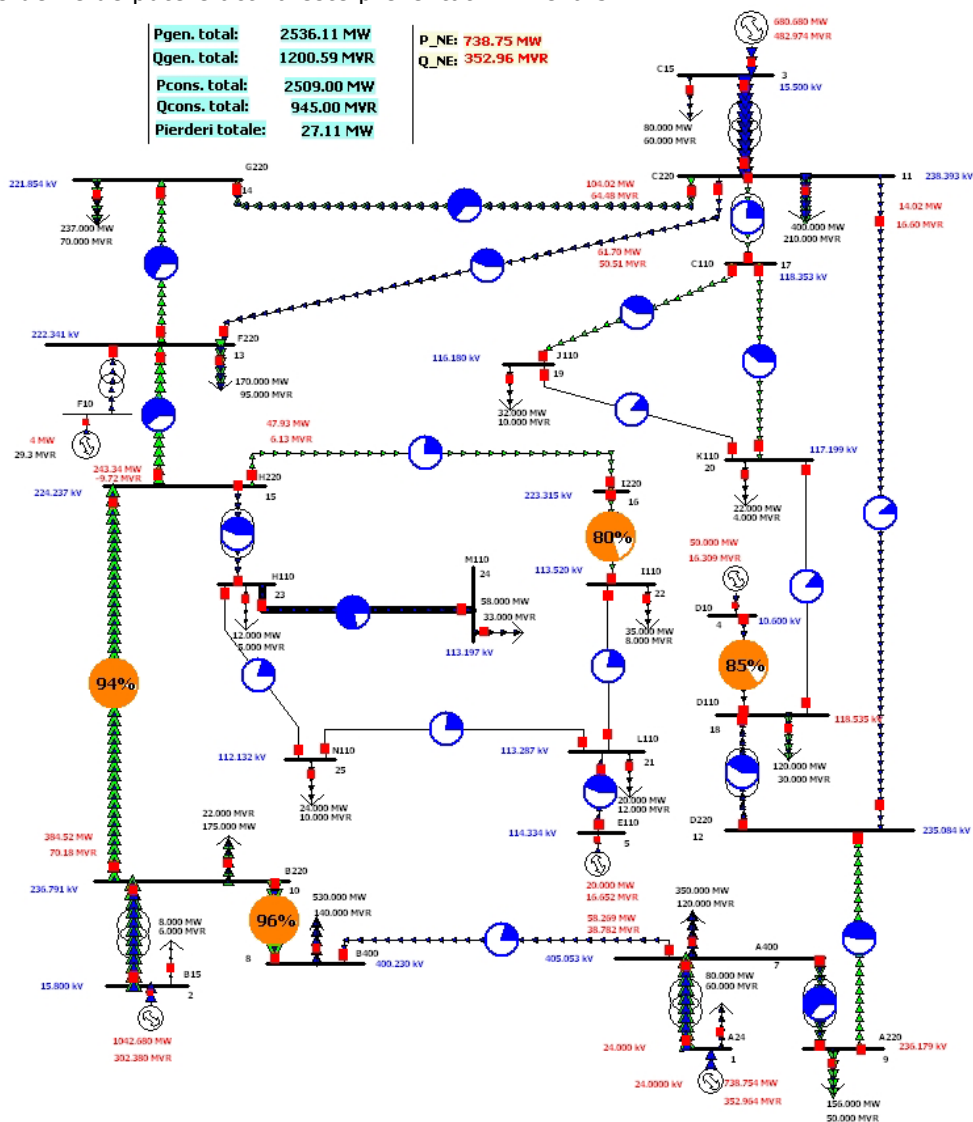 Pgen. total: 2536.11 MW
Qgen. total: 1200.59 MVR
Pcons. total: 2509.00 MW
Qcons. total: 945.00 MVR
Pierderi totale: 27.11 MW
P_NE: 738.75 MW
Q_NE: 352.96 MVR
680.680 MW
482.974 MVR
C15
3
15.500 kV
80.000 MW
60.000 MVR
G220
14
221.854 kV
237.000 MW
70.000 MVR
104.02 MW
64.48 MVR
C220
11
238.393 kV
400.000 MW
210.000 MVR
14.02 MW
16.60 MVR
61.70 MW
50.51 MVR
C110
17
118.353 kV
222.341 kV
F220
13
170.000 MW
95.000 MVR
F10
4 MW
29.3 MVR
116.180 kV
J110
19
32.000 MW
10.000 MVR
47.93 MW
6.13 MVR
243.34 MW
-9.72 MVR
224.237 kV
H220
15
K110
20
117.199 kV
22.000 MW
4.000 MVR
223.315 kV
I220
16
80%
113.520 kV
I110
22
35.000 MW
8.000 MVR
50.000 MW
16.309 MVR
D10
4
10.600 kV
85%
H110
23
12.000 MW
5.000 MVR
M110
24
58.000 MW
33.000 MVR
113.197 kV
94%
D110
18
118.535 kV
120.000 MW
30.000 MVR
112.132 kV
N110
25
24.000 MW
10.000 MVR
113.287 kV
L110
21
20.000 MW
12.000 MVR
114.334 kV
E110
5
20.000 MW
16.652 MVR
D220
12
235.084 kV
384.52 MW
70.18 MVR
22.000 MVR
175.000 MW
236.791 kV
B220
10
96%
530.000 MW
140.000 MVR
B400
8
400.230 kV
8.000 MW
6.000 MVR
15.800 kV
B15
2
1042.680 MW
302.380 MVR
350.000 MW
120.000 MVR
58.269 MW
38.782 MVR
405.053 kV
A400
7
80.000 MW
60.000 MVR
24.000 kV
A24
1
24.0000 kV
738.754 MW
352.964 MVR
A220
9
236.179 kV
156.000 MW
50.000 MVR